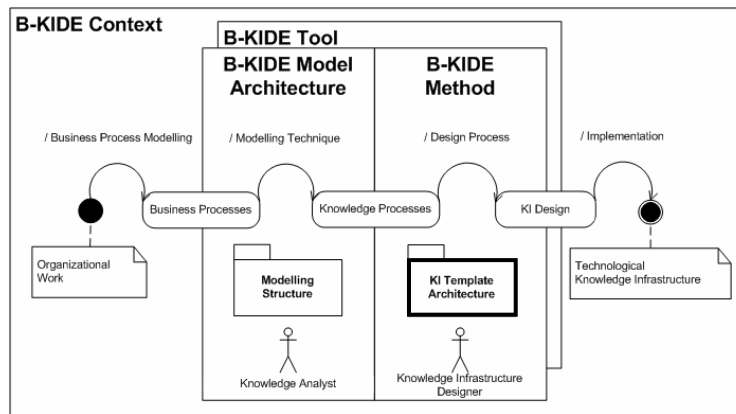 B-KIDE Context
B-KIDE Tool
B-KIDE Model
Architecture
B-KIDE
Method
/ Business Process Modelling
/ Modelling Technique
/ Design Process
/ Implementation
Business Processes
Knowledge Processes
KI Design
Organizational
Work
Modelling
Structure
KI Template
Architecture
Technological
Knowledge Infrastructure
Knowledge Analyst
Knowledge Infrastructure
Designer